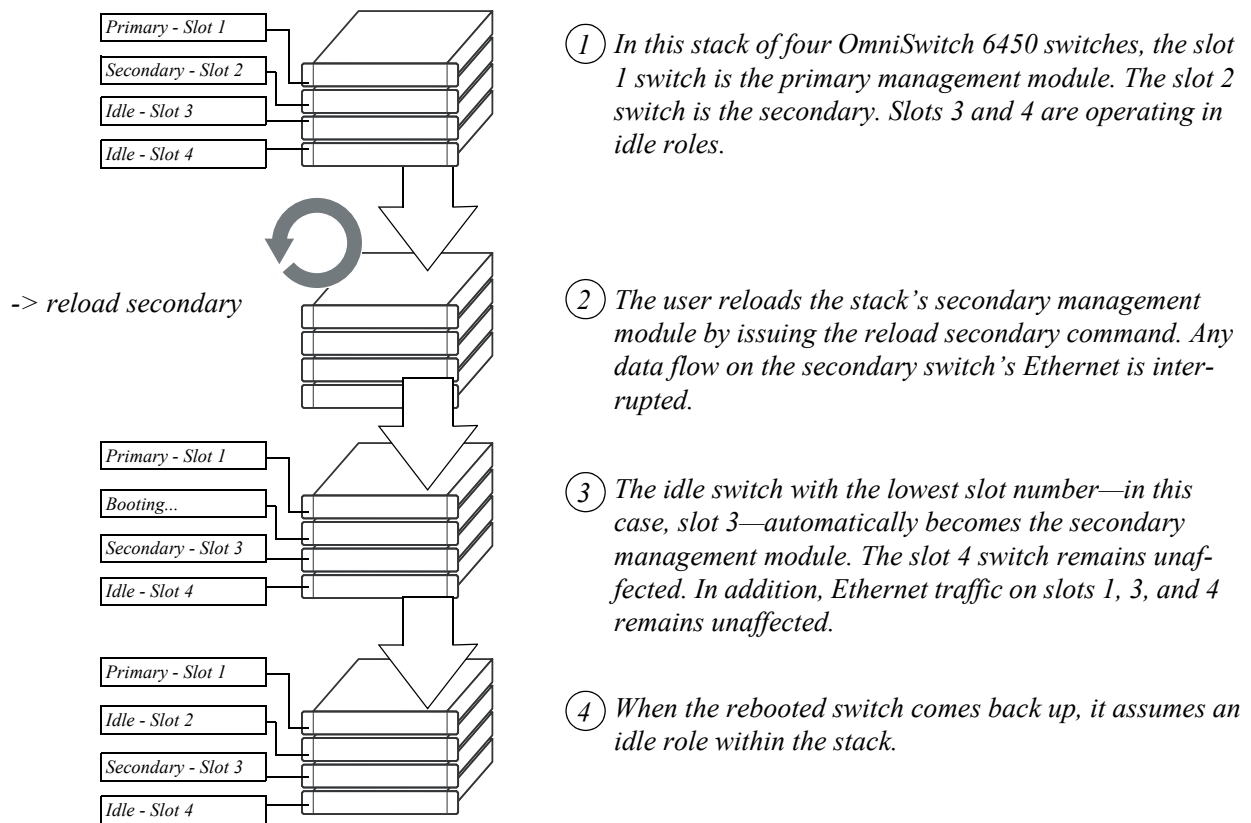 Primary - Slot 1
Secondary - Slot 2
Idle - Slot 3
Idle - Slot 4
1 In this stack of four OmniSwitch 6450 switches, the slot
1 switch is the primary management module. The slot 2
switch is the secondary. Slots 3 and 4 are operating in
idle roles.
-> reload secondary
2 The user reloads the stack’s secondary management
module by issuing the reload secondary command. Any
data flow on the secondary switch’s Ethernet is inter-
rupted.
Primary - Slot 1
Booting...
Secondary - Slot 3
Idle - Slot 4
3 The idle switch with the lowest slot number—in this
case, slot 3—automatically becomes the secondary
management module. The slot 4 switch remains unaf-
fected. In addition, Ethernet traffic on slots 1, 3, and 4
remains unaffected.
Primary - Slot 1
Idle - Slot 2
Secondary - Slot 3
Idle - Slot 4
4 When the rebooted switch comes back up, it assumes an
idle role within the stack.